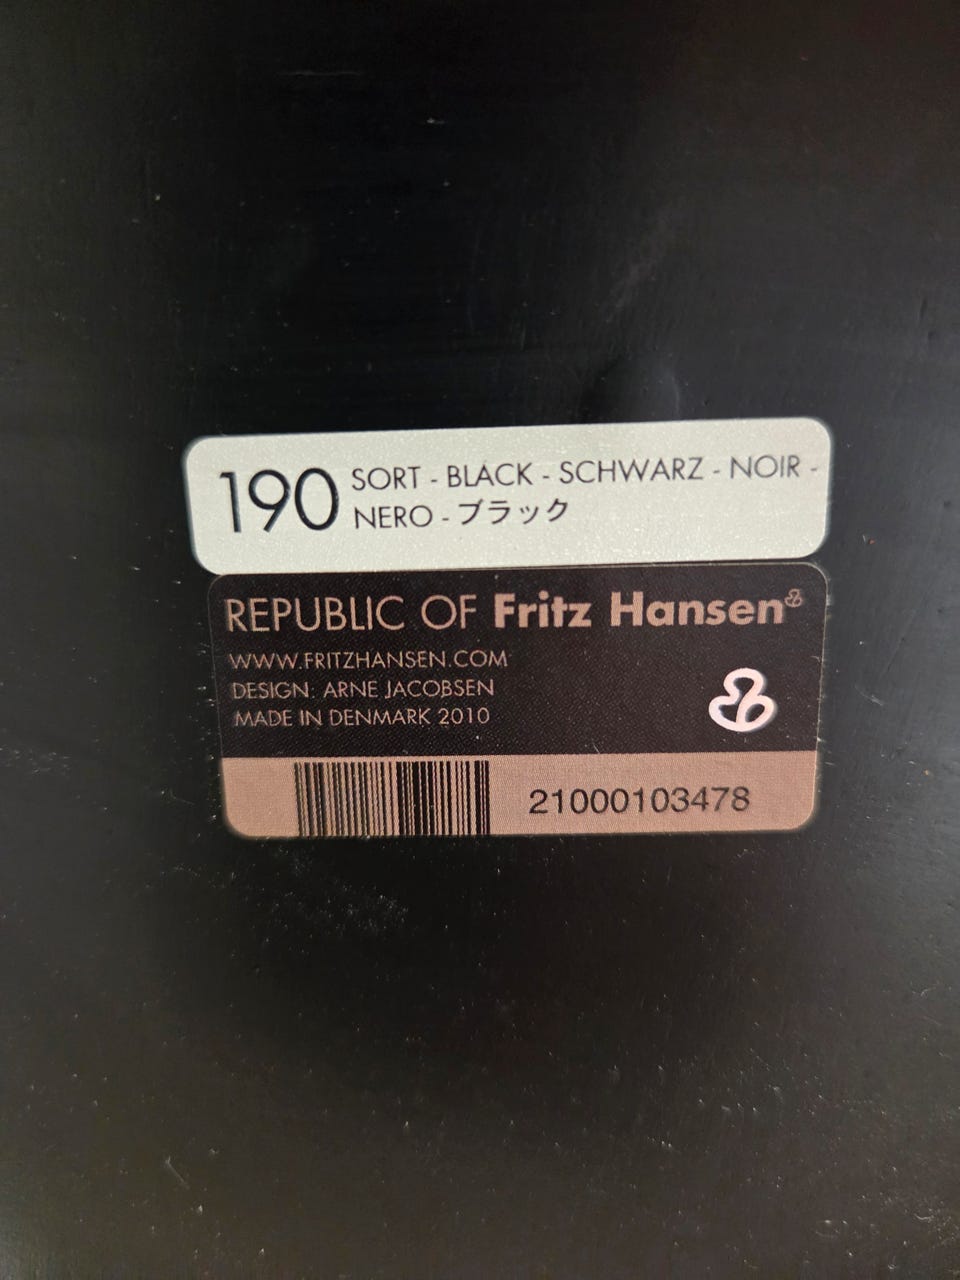 190 SORT - BLACK - SCHWARZ - NOIR -
NERO - ブラック
REPUBLIC OF Fritz Hansen
WWW.FRITZHANSEN.COM
DESIGN: ARNE JACOBSEN
MADE IN DENMARK 2010
21000103478